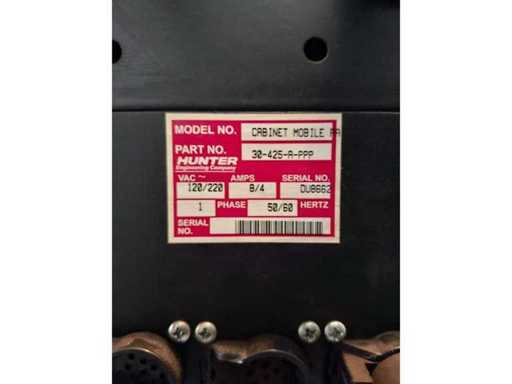 MODEL NO. CABINET MOBILE PA
PART NO. 30-425-A-PPP
HUNTER
Engineering Company
VAC ~ AMPS SERIAL NO.
120/220 8/4 DU8662
1 PHASE 50/60 HERTZ
SERIAL NO.